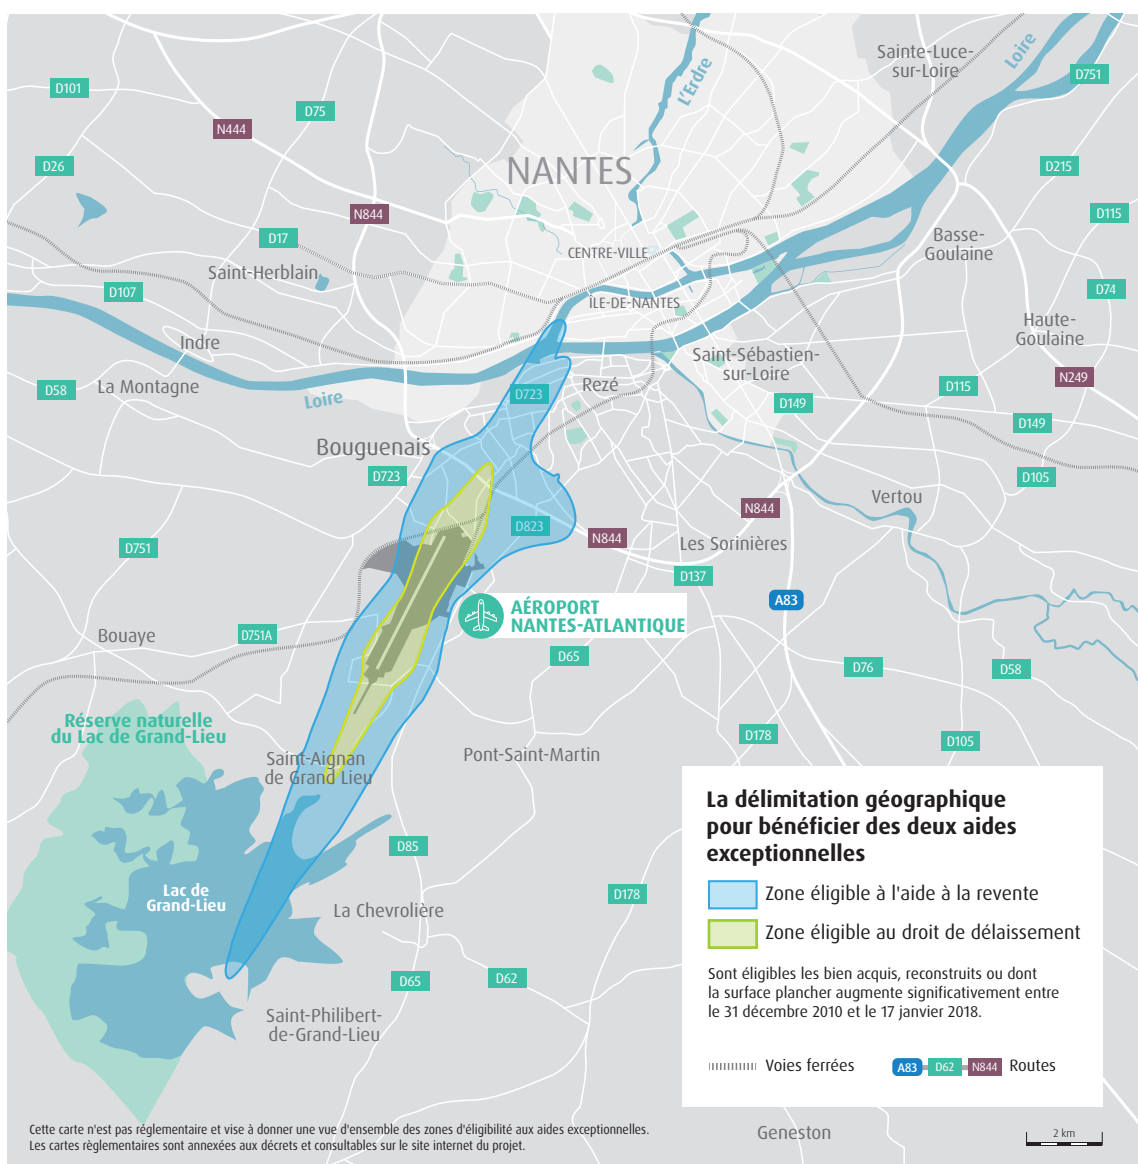 Sainte-Luce-
sur-Loire
Loire
D751
D101
L'Erdre
D75
N444
D26
NANTES
D215
N844
D115
D17
CENTRE-VILLE
Basse-
Goulaine
Saint-Herblain
D107
ÎLE-DE-NANTES
D74
Indre
Haute-
Goulaine
Saint-Sébastien-
sur-Loire
La Montagne
D58
Loire
D723
Rezé
D149
D115
N249
D149
Bouguenais
D723
D105
Vertou
N844
D823
N844
Les Sorinières
D751
D137
A83
AÉROPORT
NANTES-ATLANTIQUE
Bouaye
D751A
D65
D76
D58
Réserve naturelle
du Lac de Grand-Lieu
Saint-Aignan
de Grand Lieu
Pont-Saint-Martin
D178
D105
D85
Lac de
Grand-Lieu
La Chevrolière
D178
D65
D62
Saint-Philibert-
de-Grand-Lieu
La délimitation géographique
pour bénéficier des deux aides
exceptionnelles
Zone éligible à l'aide à la revente
Zone éligible au droit de délaissement
Sont éligibles les bien acquis, reconstruits ou dont
la surface plancher augmente significativement entre
le 31 décembre 2010 et le 17 janvier 2018.
Voies ferrées
A83 D62 N844 Routes
Cette carte n'est pas réglementaire et vise à donner une vue d'ensemble des zones d'éligibilité aux aides exceptionnelles.
Les cartes règlementaires sont annexées aux décrets et consultables sur le site internet du projet.
Geneston
2 km